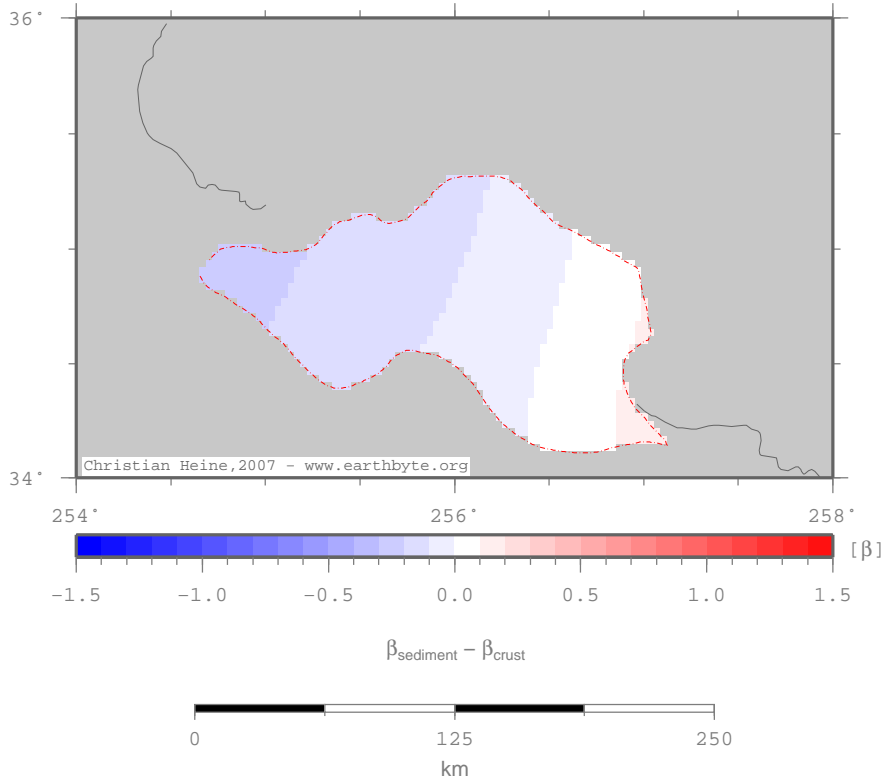 36°
34°
Christian Heine,2007 - www.earthbyte.org
254° 256° 258°
[β]
-1.5 -1.0 -0.5 0.0 0.5 1.0 1.5
βsediment – βcrust
0 125 250
km